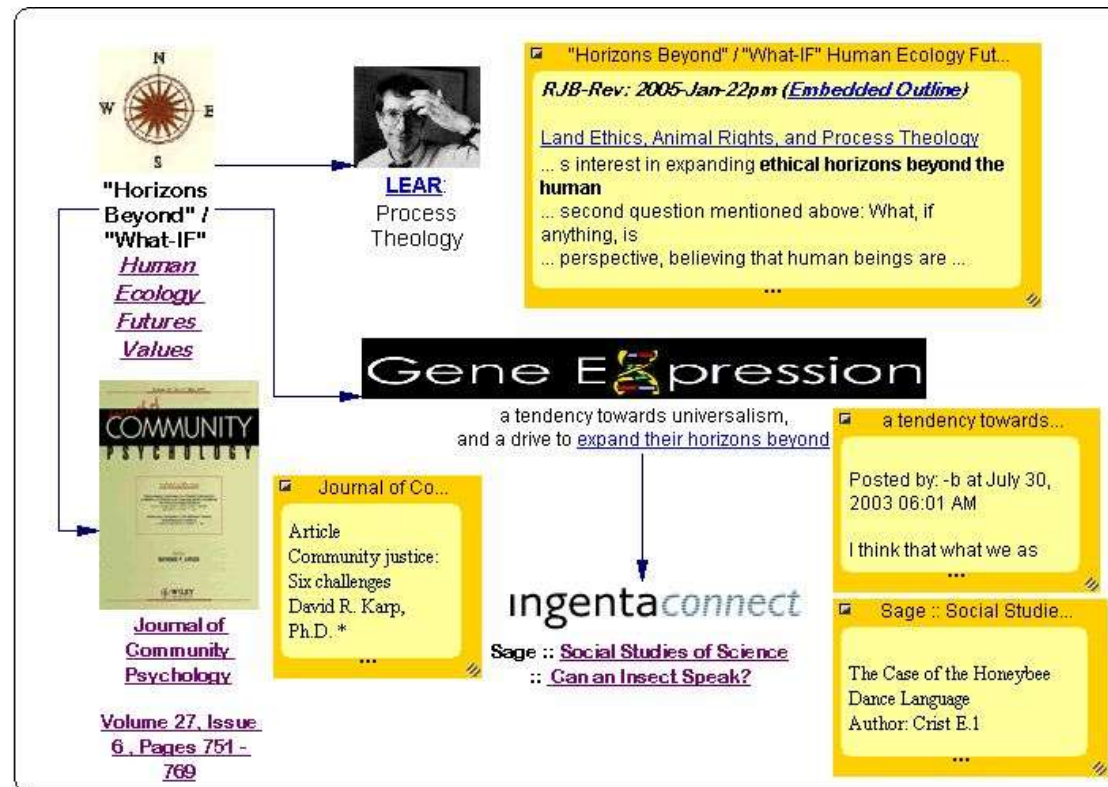 N
W E
S
"Horizons
Beyond" /
"What-IF"
Human
Ecology
Futures
Values
LEAR:
Process
Theology
"Horizons Beyond" / "What-IF" Human Ecology Fut...
RJB-Rev: 2005-Jan-22pm (Embedded Outline)
Land Ethics, Animal Rights, and Process Theology
... s interest in expanding ethical horizons beyond the
human
... second question mentioned above: What, if
anything, is
... perspective, believing that human beings are ...
...
Gene Expression
a tendency towards universalism,
and a drive to expand their horizons beyond
a tendency towards...
Posted by: -b at July 30,
2003 06:01 AM
I think that what we as
...
COMMUNITY
PSYCHOLOGY
WILEY
Journal of
Community
Psychology
Volume 27, Issue
6 , Pages 751 -
769
Journal of Co...
Article
Community justice:
Six challenges
David R. Karp,
Ph.D. *
...
ingentaconnect
Sage :: Social Studies of Science
:: Can an Insect Speak?
Sage :: Social Studie...
The Case of the Honeybee
Dance Language
Author: Crist E.1
...